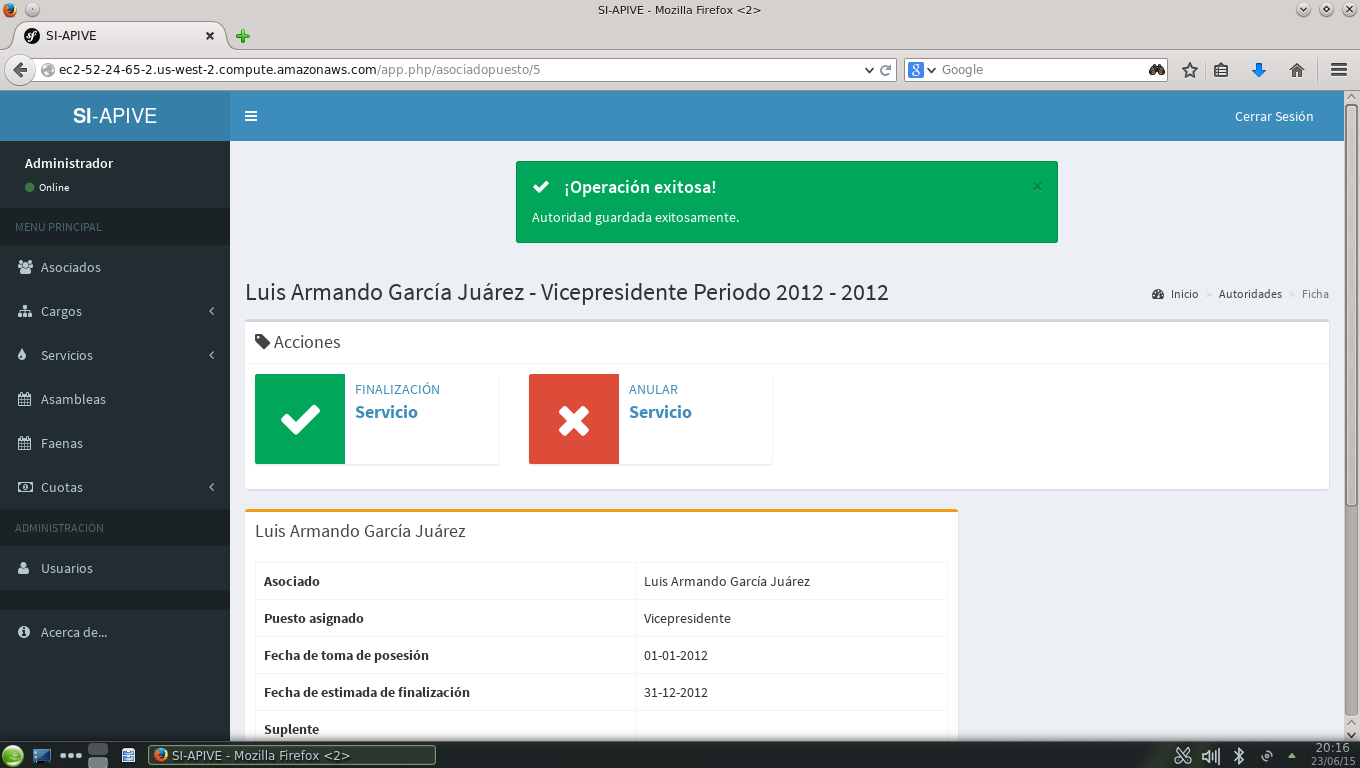 SI-APIVE - Mozilla Firefox <2>
SI-APIVE
ec2-52-24-65-2.us-west-2.compute.amazonaws.com/app.php/asociadopuesto/5
Google
SI-APIVE
Cerrar Sesión
Administrador
Online
MENÚ PRINCIPAL
Asociados
Cargos
Servicios
Asambleas
Faenas
Cuotas
ADMINISTRACIÓN
Usuarios
Acerca de...
¡Operación exitosa!
×
Autoridad guardada exitosamente.
Luis Armando García Juárez - Vicepresidente Periodo 2012 - 2012
Inicio > Autoridades > Ficha
Acciones
FINALIZACIÓN
Servicio
ANULAR
Servicio
Luis Armando García Juárez
Asociado Luis Armando García Juárez
Puesto asignado Vicepresidente
Fecha de toma de posesión 01-01-2012
Fecha de estimada de finalización 31-12-2012
Suplente
SI-APIVE - Mozilla Firefox <2>
20:16
23/06/15